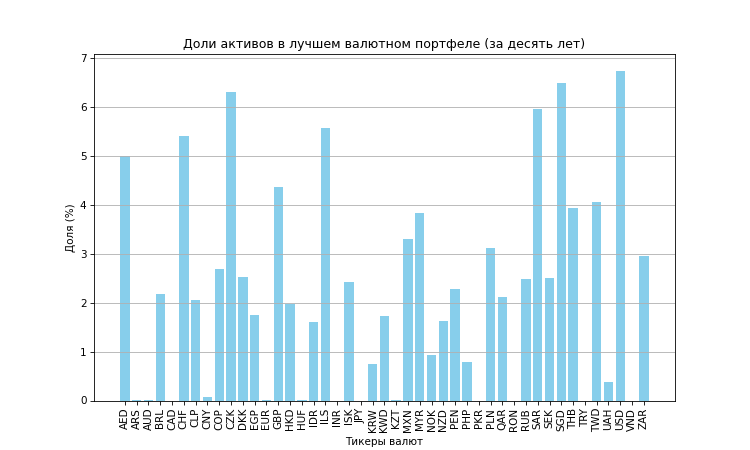 Доли активов в лучшем валютном портфеле (за десять лет)
7
6
5
4
3
2
1
0
Доля (%)
AED
ARS
AUD
BRL
CAD
CHF
CLP
CNY
COP
CZK
DKK
EGP
EUR
GBP
HKD
HUF
IDR
ILS
INR
ISK
JPY
KRW
KWD
KZT
MXN
MYR
NOK
NZD
PEN
PHP
PKR
PLN
QAR
RON
RUB
SAR
SEK
SGD
THB
TRY
TWD
UAH
USD
VND
ZAR
Тикеры валют